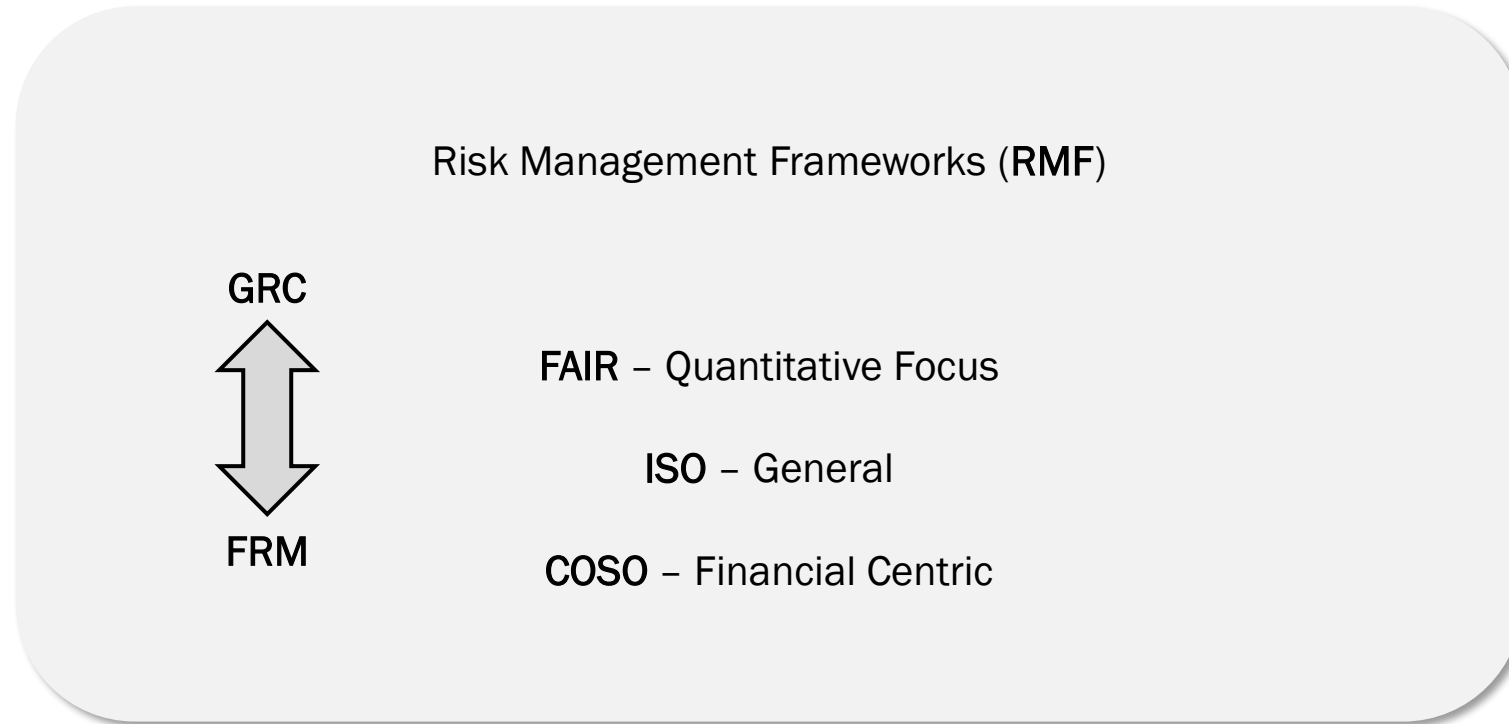 Risk Management Frameworks (RMF)
GRC
FAIR – Quantitative Focus
ISO – General
FRM
COSO – Financial Centric